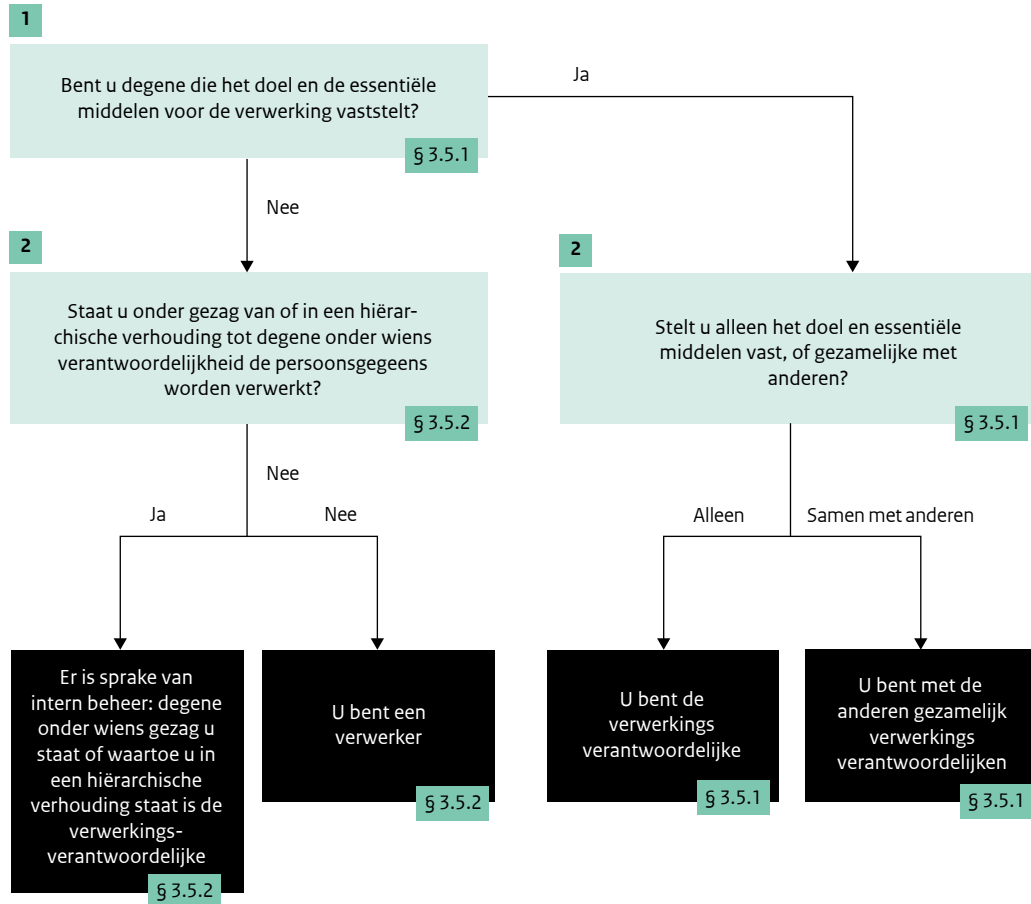 1
Bent u degene die het doel en de essentiële
middelen voor de verwerking vaststelt?
§ 3.5.1
Ja
Nee
2
Staat u onder gezag van of in een hiërar-
chische verhouding tot degene onder wiens
verantwoordelijkheid de persoonsgegeens
worden verwerkt?
§ 3.5.2
2
Stelt u alleen het doel en essentiële
middelen vast, of gezamelijke met
anderen?
§ 3.5.1
Nee
Ja
Nee
Alleen
Samen met anderen
Er is sprake van
intern beheer: degene
onder wiens gezag u
staat of waartoe u in
een hiërarchische
verhouding staat is de
verwerkings-
verantwoordelijke
§ 3.5.2
U bent een
verwerker
§ 3.5.2
U bent de
verwerkings
verantwoordelijke
§ 3.5.1
U bent met de
anderen gezamelijk
verwerkings
verantwoordelijken
§ 3.5.1